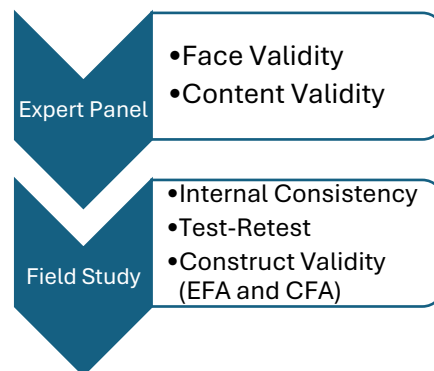 Expert Panel
•Face Validity
•Content Validity
Field Study
•Internal Consistency
•Test-Retest
•Construct Validity
(EFA and CFA)